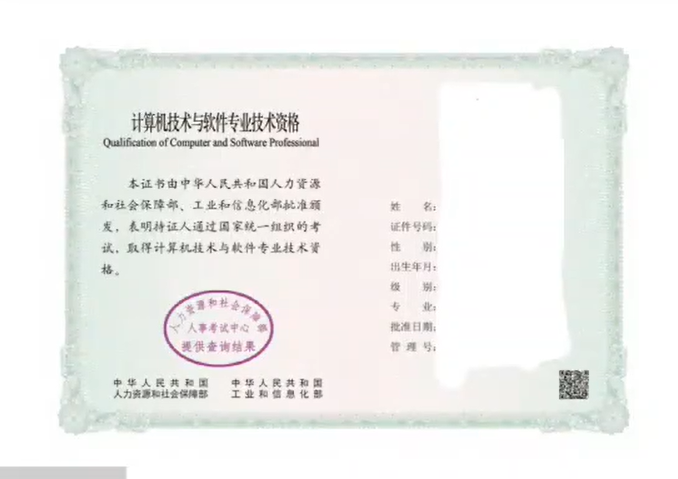 计算机技术与软件专业技术资格
Qualification of Computer and Software Professional
本证书由中华人民共和国人力资源
和社会保障部、工业和信息化部批准颁
发，表明持证人通过国家统一组织的考
试，取得计算机技术与软件专业技术资
格。
人力资源和社会保障部
人事考试中心
提供查询结果
中华人民共和国
人力资源和社会保障部
中华人民共和国
工业和信息化部
姓 名：
证件号码：
性 别：
出生年月：
级 别：
专 业：
批准日期：
管 理 号：